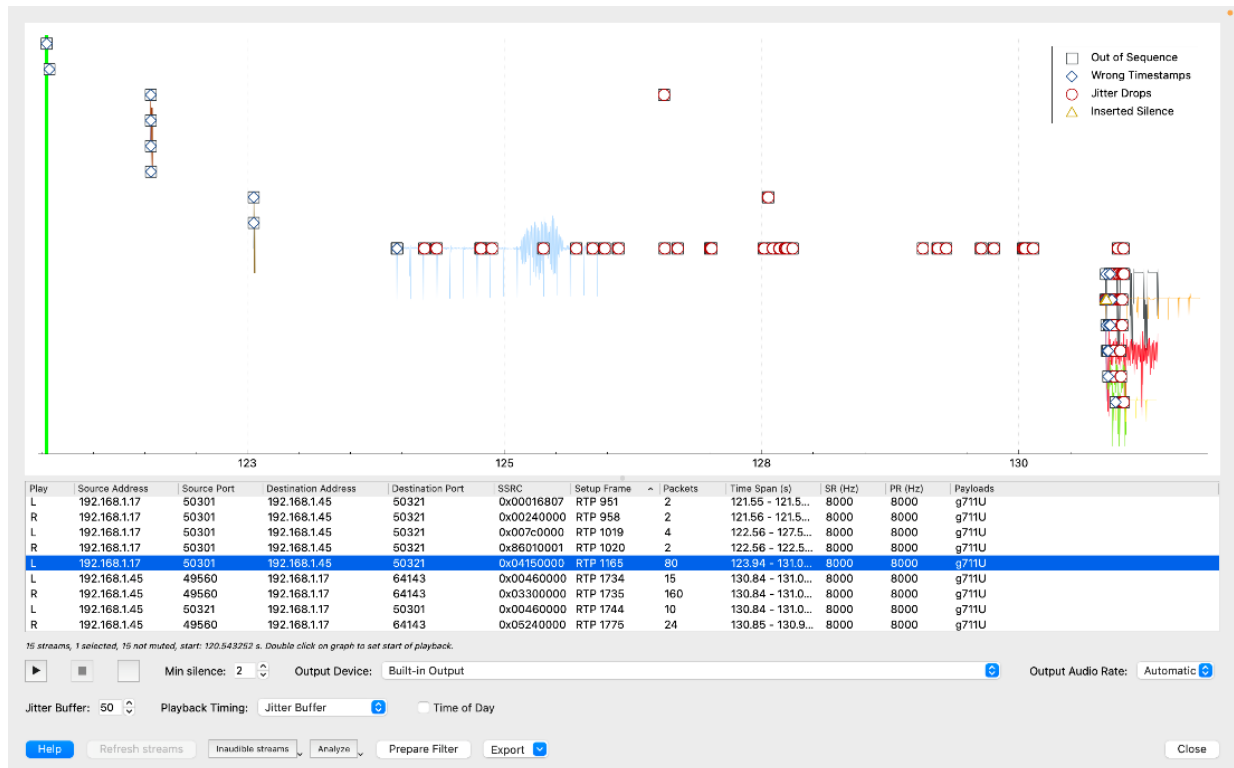 Out of Sequence
Wrong Timestamps
Jitter Drops
Inserted Silence
123 125 128 130
Play Source Address Source Port Destination Address Destination Port SSRC Setup Frame Packets Time Span (s) SR (Hz) PR (Hz) Payloads
L 192.168.1.17 50301 192.168.1.45 50321 0x00016807 RTP 951 2 121.55 - 121.5... 8000 8000 g711U
R 192.168.1.17 50301 192.168.1.45 50321 0x00240000 RTP 958 2 121.56 - 121.5... 8000 8000 g711U
L 192.168.1.17 50301 192.168.1.45 50321 0x007c0000 RTP 1019 4 122.56 - 127.5... 8000 8000 g711U
R 192.168.1.17 50301 192.168.1.45 50321 0x86010001 RTP 1020 2 122.56 - 122.5... 8000 8000 g711U
L 192.168.1.17 50301 192.168.1.45 50321 0x04150000 RTP 1165 80 123.94 - 131.0... 8000 8000 g711U
L 192.168.1.45 49560 192.168.1.17 64143 0x00460000 RTP 1734 15 130.84 - 131.0... 8000 8000 g711U
R 192.168.1.45 49560 192.168.1.17 64143 0x03300000 RTP 1735 160 130.84 - 131.0... 8000 8000 g711U
L 192.168.1.45 50321 192.168.1.17 50301 0x00460000 RTP 1744 10 130.84 - 131.0... 8000 8000 g711U
R 192.168.1.45 49560 192.168.1.17 64143 0x05240000 RTP 1775 24 130.85 - 130.9... 8000 8000 g711U
15 streams, 1 selected, 15 not muted, start: 120.543252 s. Double click on graph to set start of playback.
Min silence: 2 Output Device: Built-in Output Output Audio Rate: Automatic
Jitter Buffer: 50 Playback Timing: Jitter Buffer Time of Day
Help Refresh streams Inaudible streams Analyze Prepare Filter Export Close